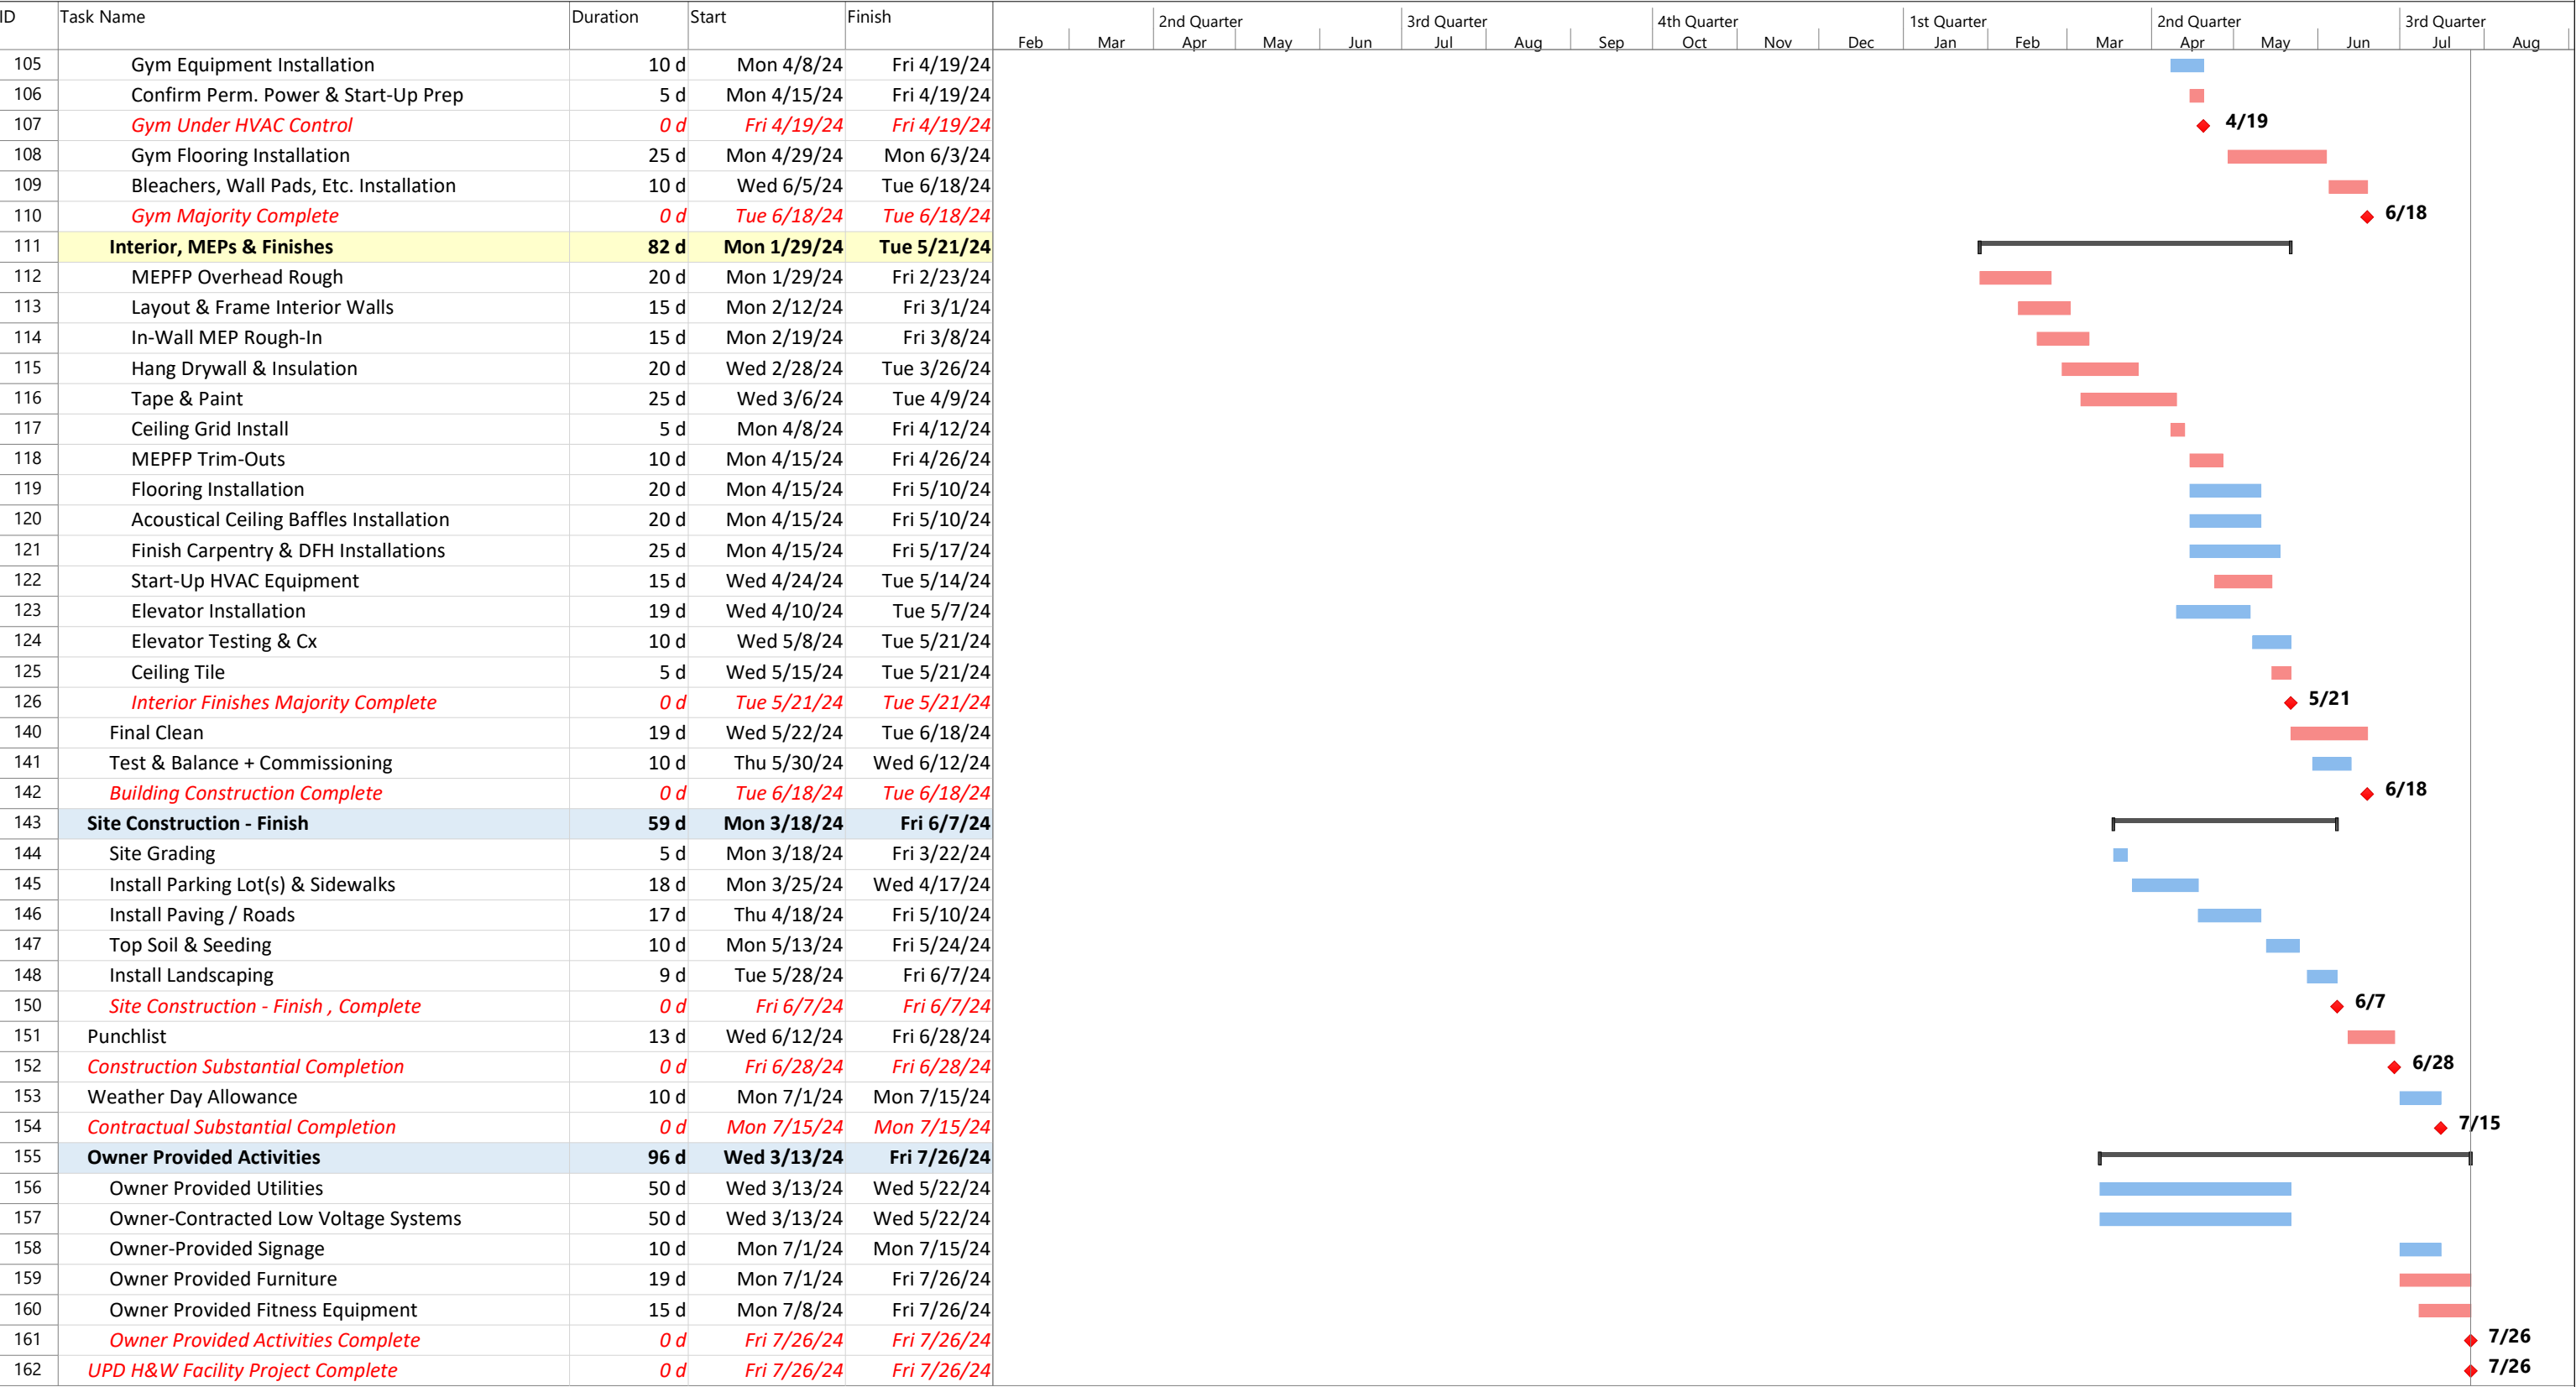 ID Task Name Duration Start Finish
2nd Quarter 3rd Quarter 4th Quarter 1st Quarter 2nd Quarter 3rd Quarter
Feb Mar Apr May Jun Jul Aug Sep Oct Nov Dec Jan Feb Mar Apr May Jun Jul Aug
105 Gym Equipment Installation 10 d Mon 4/8/24 Fri 4/19/24
106 Confirm Perm. Power & Start-Up Prep 5 d Mon 4/15/24 Fri 4/19/24
107 Gym Under HVAC Control 0 d Fri 4/19/24 Fri 4/19/24 4/19
108 Gym Flooring Installation 25 d Mon 4/29/24 Mon 6/3/24
109 Bleachers, Wall Pads, Etc. Installation 10 d Wed 6/5/24 Tue 6/18/24
110 Gym Majority Complete 0 d Tue 6/18/24 Tue 6/18/24 6/18
111 Interior, MEPs & Finishes 82 d Mon 1/29/24 Tue 5/21/24
112 MEPFP Overhead Rough 20 d Mon 1/29/24 Fri 2/23/24
113 Layout & Frame Interior Walls 15 d Mon 2/12/24 Fri 3/1/24
114 In-Wall MEP Rough-In 15 d Mon 2/19/24 Fri 3/8/24
115 Hang Drywall & Insulation 20 d Wed 2/28/24 Tue 3/26/24
116 Tape & Paint 25 d Wed 3/6/24 Tue 4/9/24
117 Ceiling Grid Install 5 d Mon 4/8/24 Fri 4/12/24
118 MEPFP Trim-Outs 10 d Mon 4/15/24 Fri 4/26/24
119 Flooring Installation 20 d Mon 4/15/24 Fri 5/10/24
120 Acoustical Ceiling Baffles Installation 20 d Mon 4/15/24 Fri 5/10/24
121 Finish Carpentry & DFH Installations 25 d Mon 4/15/24 Fri 5/17/24
122 Start-Up HVAC Equipment 15 d Wed 4/24/24 Tue 5/14/24
123 Elevator Installation 19 d Wed 4/10/24 Tue 5/7/24
124 Elevator Testing & Cx 10 d Wed 5/8/24 Tue 5/21/24
125 Ceiling Tile 5 d Wed 5/15/24 Tue 5/21/24
126 Interior Finishes Majority Complete 0 d Tue 5/21/24 Tue 5/21/24 5/21
140 Final Clean 19 d Wed 5/22/24 Tue 6/18/24
141 Test & Balance + Commissioning 10 d Thu 5/30/24 Wed 6/12/24
142 Building Construction Complete 0 d Tue 6/18/24 Tue 6/18/24 6/18
143 Site Construction - Finish 59 d Mon 3/18/24 Fri 6/7/24
144 Site Grading 5 d Mon 3/18/24 Fri 3/22/24
145 Install Parking Lot(s) & Sidewalks 18 d Mon 3/25/24 Wed 4/17/24
146 Install Paving / Roads 17 d Thu 4/18/24 Fri 5/10/24
147 Top Soil & Seeding 10 d Mon 5/13/24 Fri 5/24/24
148 Install Landscaping 9 d Tue 5/28/24 Fri 6/7/24
150 Site Construction - Finish , Complete 0 d Fri 6/7/24 Fri 6/7/24 6/7
151 Punchlist 13 d Wed 6/12/24 Fri 6/28/24
152 Construction Substantial Completion 0 d Fri 6/28/24 Fri 6/28/24 6/28
153 Weather Day Allowance 10 d Mon 7/1/24 Mon 7/15/24
154 Contractual Substantial Completion 0 d Mon 7/15/24 Mon 7/15/24 7/15
155 Owner Provided Activities 96 d Wed 3/13/24 Fri 7/26/24
156 Owner Provided Utilities 50 d Wed 3/13/24 Wed 5/22/24
157 Owner-Contracted Low Voltage Systems 50 d Wed 3/13/24 Wed 5/22/24
158 Owner-Provided Signage 10 d Mon 7/1/24 Mon 7/15/24
159 Owner Provided Furniture 19 d Mon 7/1/24 Fri 7/26/24
160 Owner Provided Fitness Equipment 15 d Mon 7/8/24 Fri 7/26/24
161 Owner Provided Activities Complete 0 d Fri 7/26/24 Fri 7/26/24 7/26
162 UPD H&W Facility Project Complete 0 d Fri 7/26/24 Fri 7/26/24 7/26